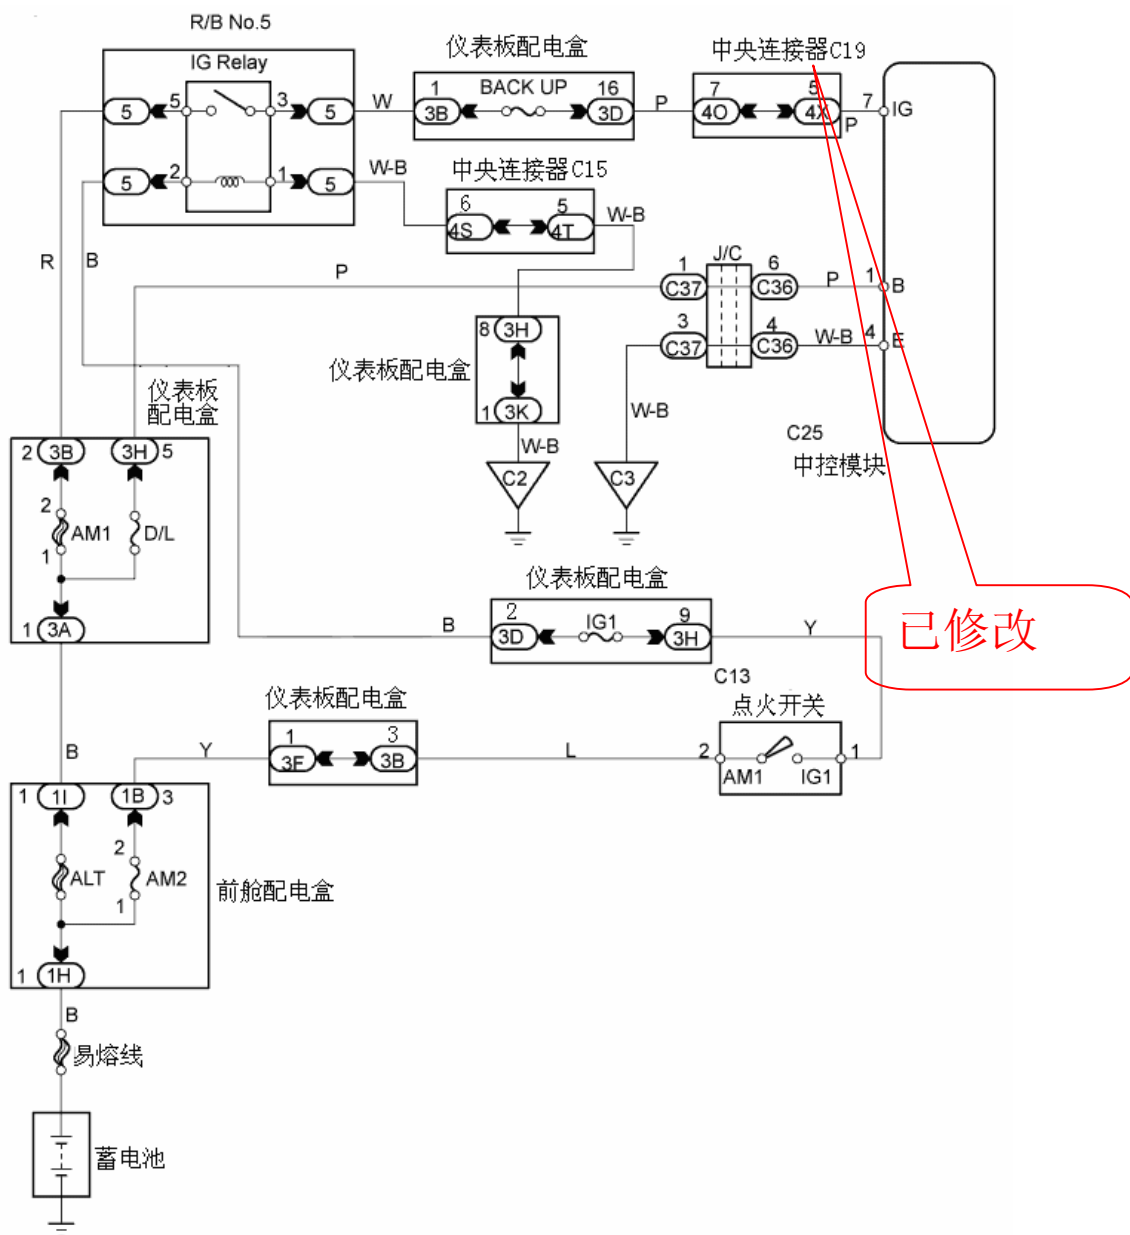 R/B No.5
IG Relay
5 5 3 5
5 2 1 5
W
W-B
仪表板配电盒
1 BACK UP 16
3B 3D
P
中央连接器C19
7 5
4O 4X
P
7 IG
中央连接器C15
6 5
4S 4T
W-B
R B
P
J/C
1 6
C37 C36
P
1 B
3 4
C37 C36
W-B 4 E
8 3H
仪表板配电盒
1 3K
W-B
C2
W-B
C3
C25
中控模块
仪表板
配电盒
2 3B 3H 5
2
AM1 D/L
1
1 3A
仪表板配电盒
B
2 IG1 9
3D 3H
Y
已修改
C13
点火开关
2 1
AM1 IG1
仪表板配电盒
1 3
3F 3B
Y
L
B
1 1I 1B 3
2
ALT AM2
1
前舱配电盒
1 1H
B
易熔线
蓄电池